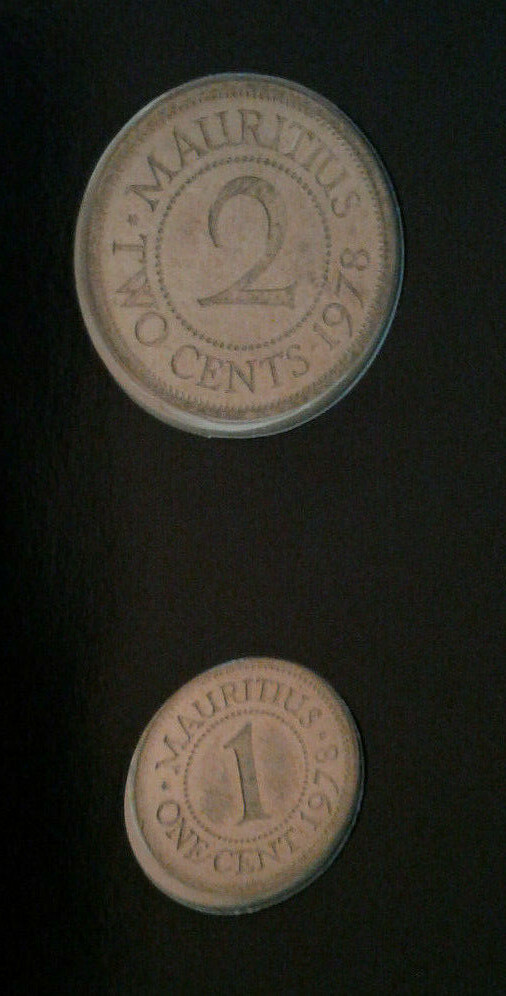 MAURITIUS
2
TWO CENTS 1978
MAURITIUS
1
ONE CENT 1978